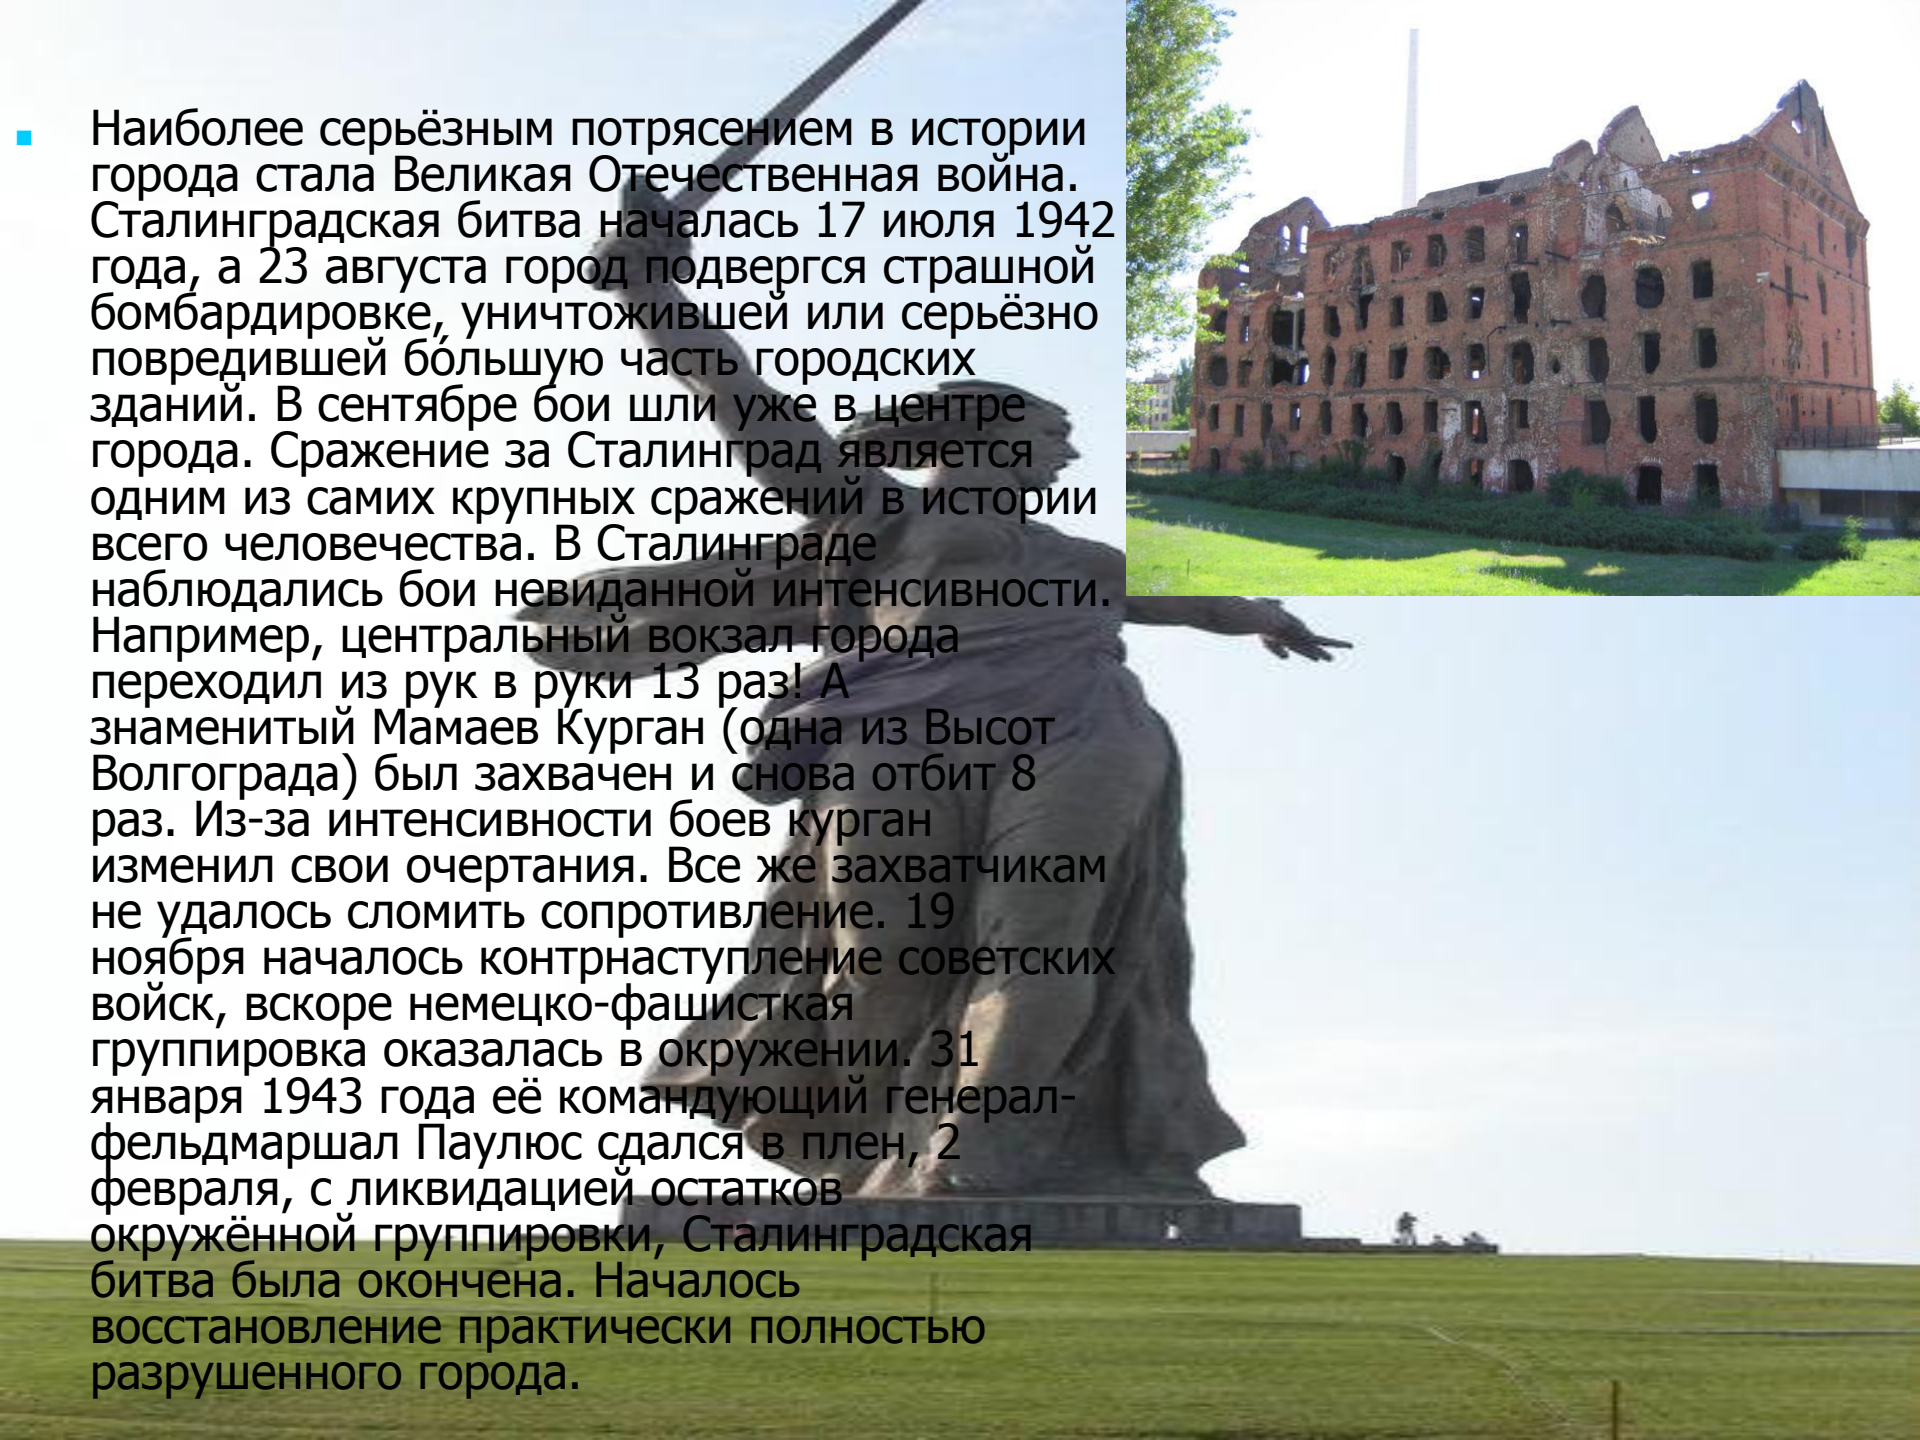 Наиболее серьёзным потрясением в истории
города стала Великая Отечественная война.
Сталинградская битва началась 17 июля 1942
года, а 23 августа город подвергся страшной
бомбардировке, уничтожившей или серьёзно
повредившей бо́льшую часть городских
зданий. В сентябре бои шли уже в центре
города. Сражение за Сталинград является
одним из самих крупных сражений в истории
всего человечества. В Сталинграде
наблюдались бои невиданной интенсивности.
Например, центральный вокзал города
переходил из рук в руки 13 раз! А
знаменитый Мамаев Курган (одна из Высот
Волгограда) был захвачен и снова отбит 8
раз. Из-за интенсивности боев курган
изменил свои очертания. Все же захватчикам
не удалось сломить сопротивление. 19
ноября началось контрнаступление советских
войск, вскоре немецко-фашисткая
группировка оказалась в окружении. 31
января 1943 года её командующий генерал-
фельдмаршал Паулюс сдался в плен, 2
февраля, с ликвидацией остатков
окружённой группировки, Сталинградская
битва была окончена. Началось
восстановление практически полностью
разрушенного города.